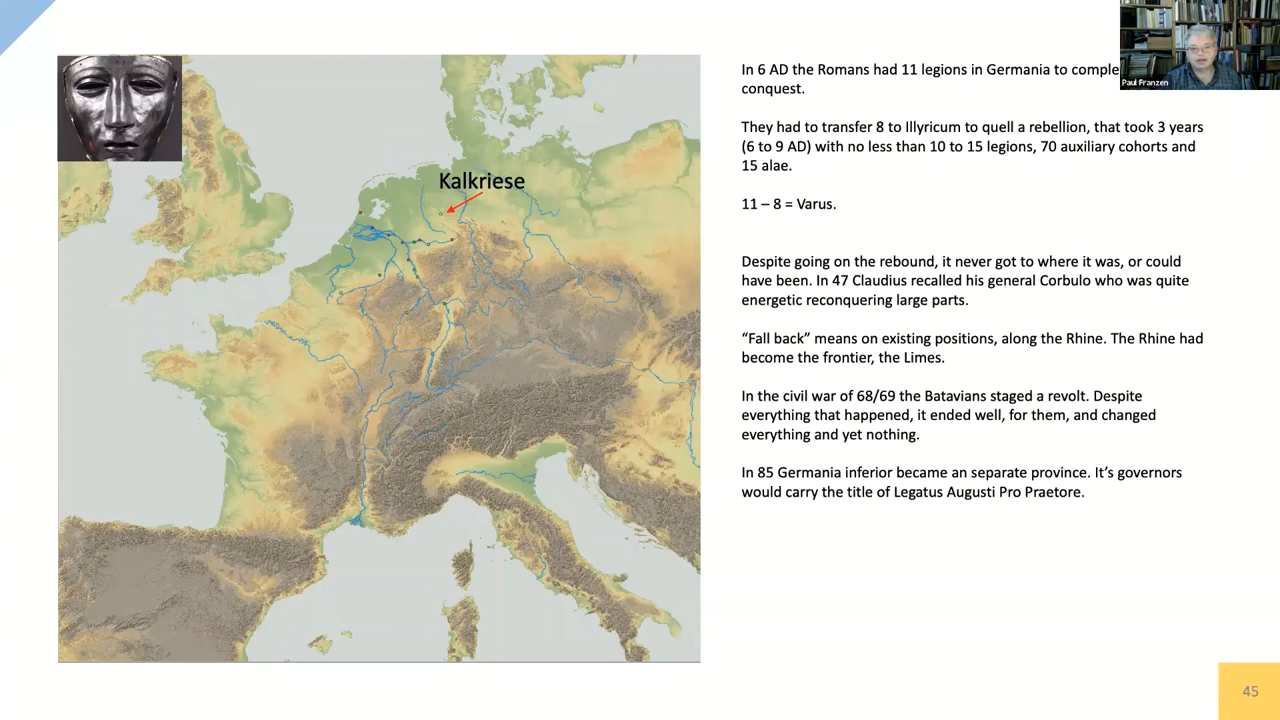 Kalkriese
In 6 AD the Romans had 11 legions in Germania to
conquest.
They had to transfer 8 to Illyricum to quell a rebellion, that took 3 years
(6 to 9 AD) with no less than 10 to 15 legions, 70 auxiliary cohorts and
15 alae.
11 – 8 = Varus.
Despite going on the rebound, it never got to where it was, or could
have been. In 47 Claudius recalled his general Corbulo who was quite
energetic reconquering large parts.
“Fall back” means on existing positions, along the Rhine. The Rhine had
become the frontier, the Limes.
In the civil war of 68/69 the Batavians staged a revolt. Despite
everything that happened, it ended well, for them, and changed
everything and yet nothing.
In 85 Germania inferior became an separate province. It’s governors
would carry the title of Legatus Augusti Pro Praetore.
Paul Franzen
45